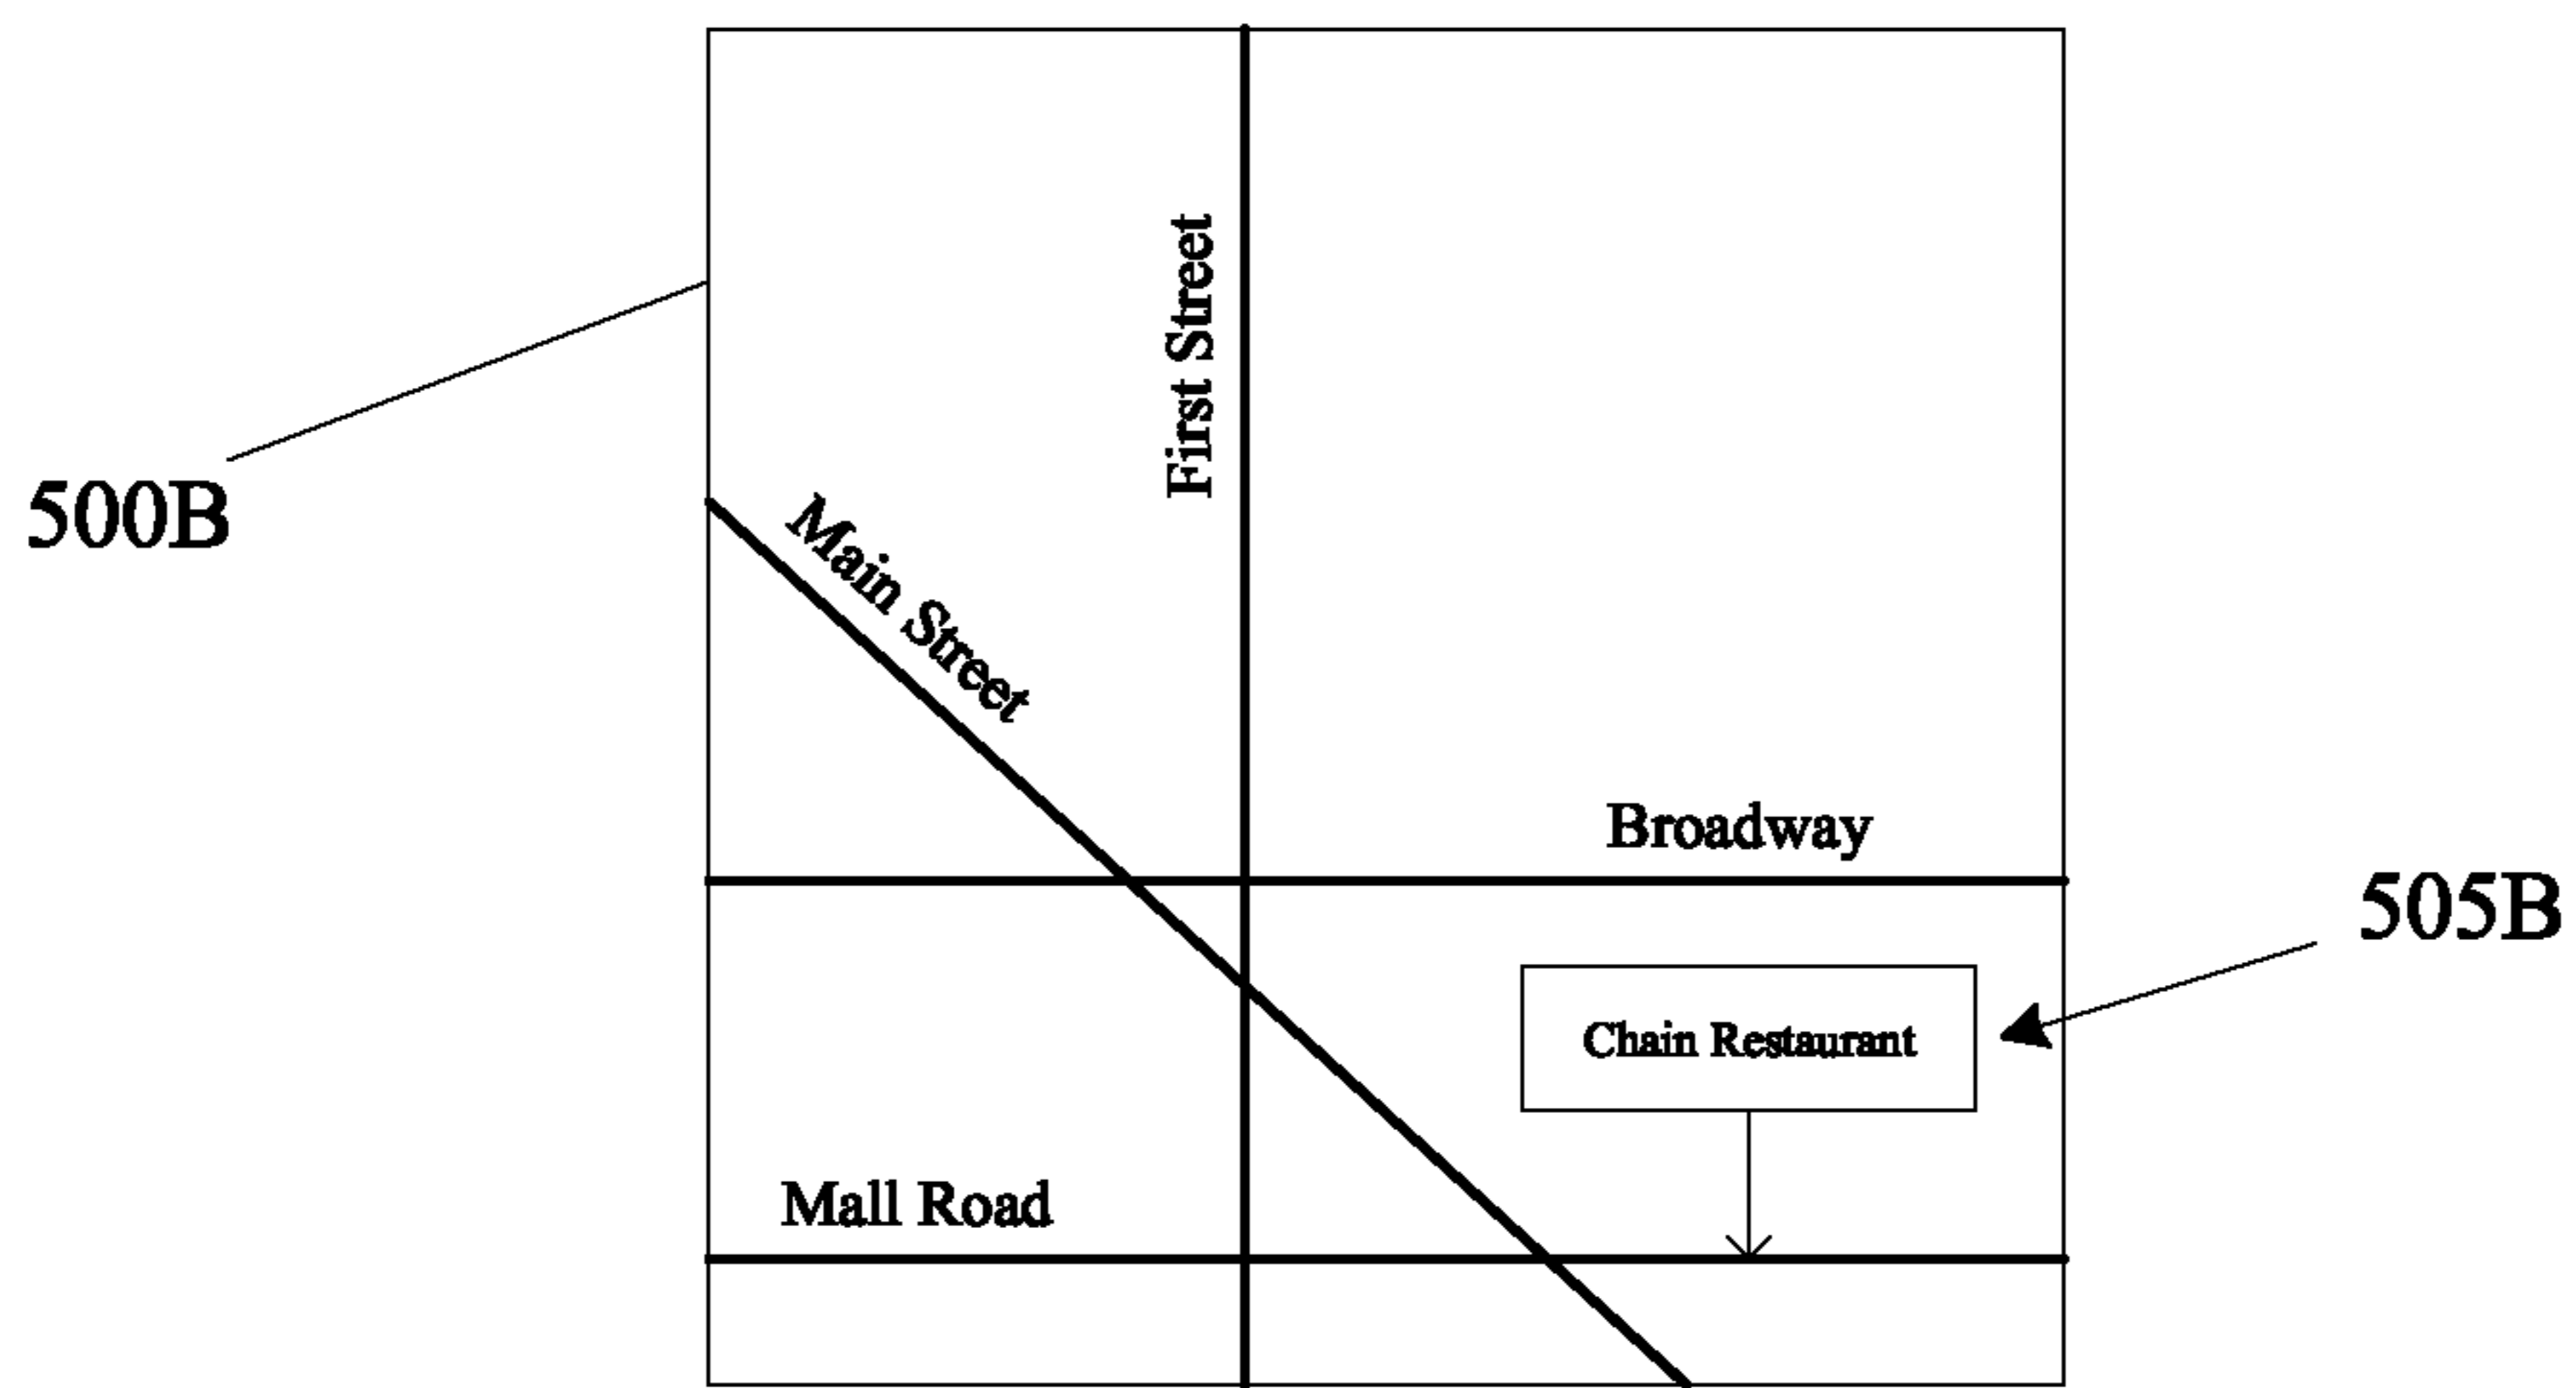 First Street
500B
Main Street
Broadway
505B
Chain Restaurant
Mall Road